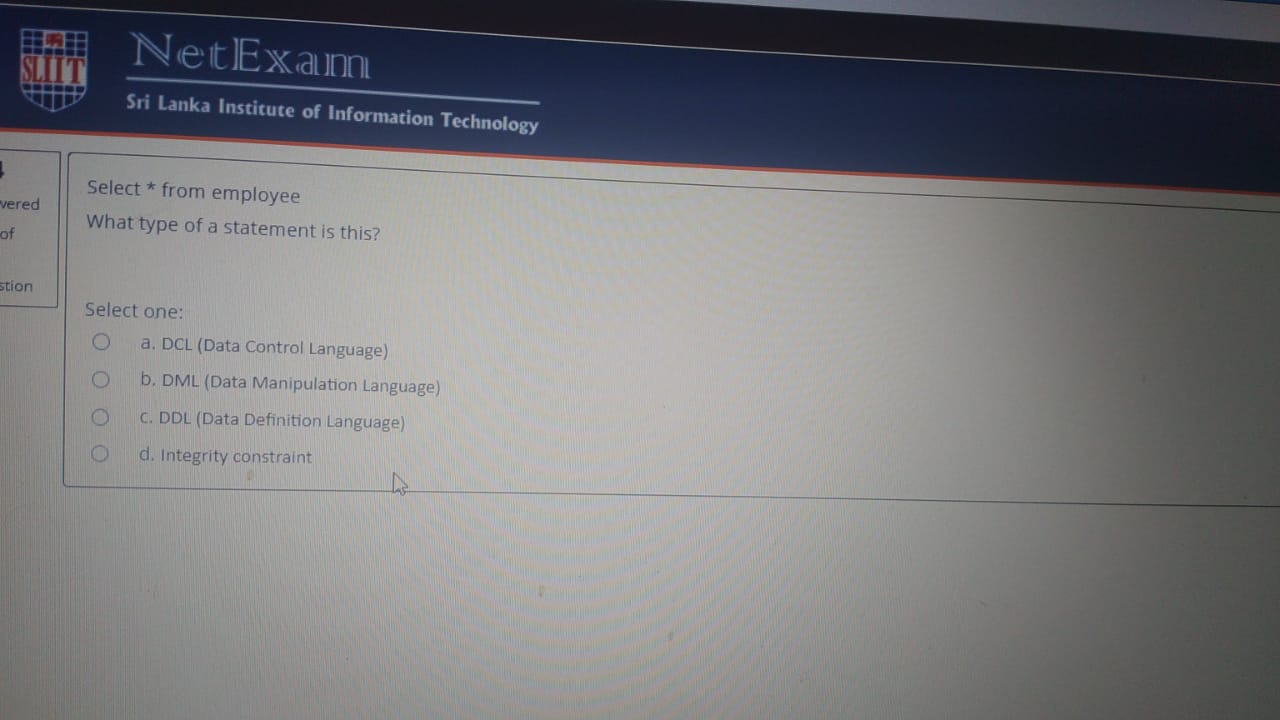 SLIIT
NetExam
Sri Lanka Institute of Information Technology
vered
of
stion
Select * from employee
What type of a statement is this?
Select one:
a. DCL (Data Control Language)
b. DML (Data Manipulation Language)
c. DDL (Data Definition Language)
d. Integrity constraint